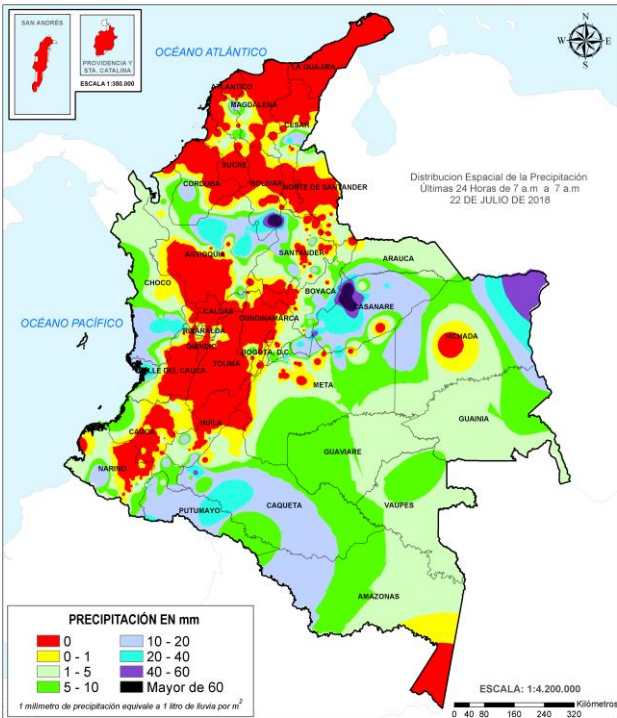 SAN ANDRÉS
PROVIDENCIA Y
STA. CATALINA
ESCALA 1:350.000
OCÉANO ATLÁNTICO
N
W
E
S
LA GUAJIRA
ATLANTICO
MAGDALENA
CESAR
SUCRE
CORDOBA
BOLIVAR
NORTE DE SANTANDER
Distribucion Espacial de la Precipitación
Últimas 24 Horas de 7 a.m a 7 a.m
22 DE JULIO DE 2018
ANTIOQUIA
SANTANDER
ARAUCA
CHOCO
BOYACA
CASANARE
OCÉANO PACÍFICO
CALDAS
CUNDINAMARCA
RISARALDA
VICHADA
QUINDIO
BOGOTA, D.C.
TOLIMA
VALLE DEL CAUCA
META
GUAINIA
HUILA
CAUCA
GUAVIARE
NARIÑO
PUTUMAYO
CAQUETA
VAUPES
AMAZONAS
PRECIPITACIÓN EN mm
0
10 - 20
0 - 1
20 - 40
1 - 5
40 - 60
5 - 10
Mayor de 60
1 milimetro de precipitación equivale a 1 litro de lluvia por m²
ESCALA: 1:4.200.000
Kilómetros
0 40 80 160 240 320